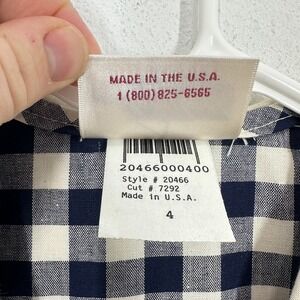 MADE IN THE U.S.A.
1 (800) 825-6565
20466000400
Style # 20466
Cut # 7292
Made in U.S.A.
4